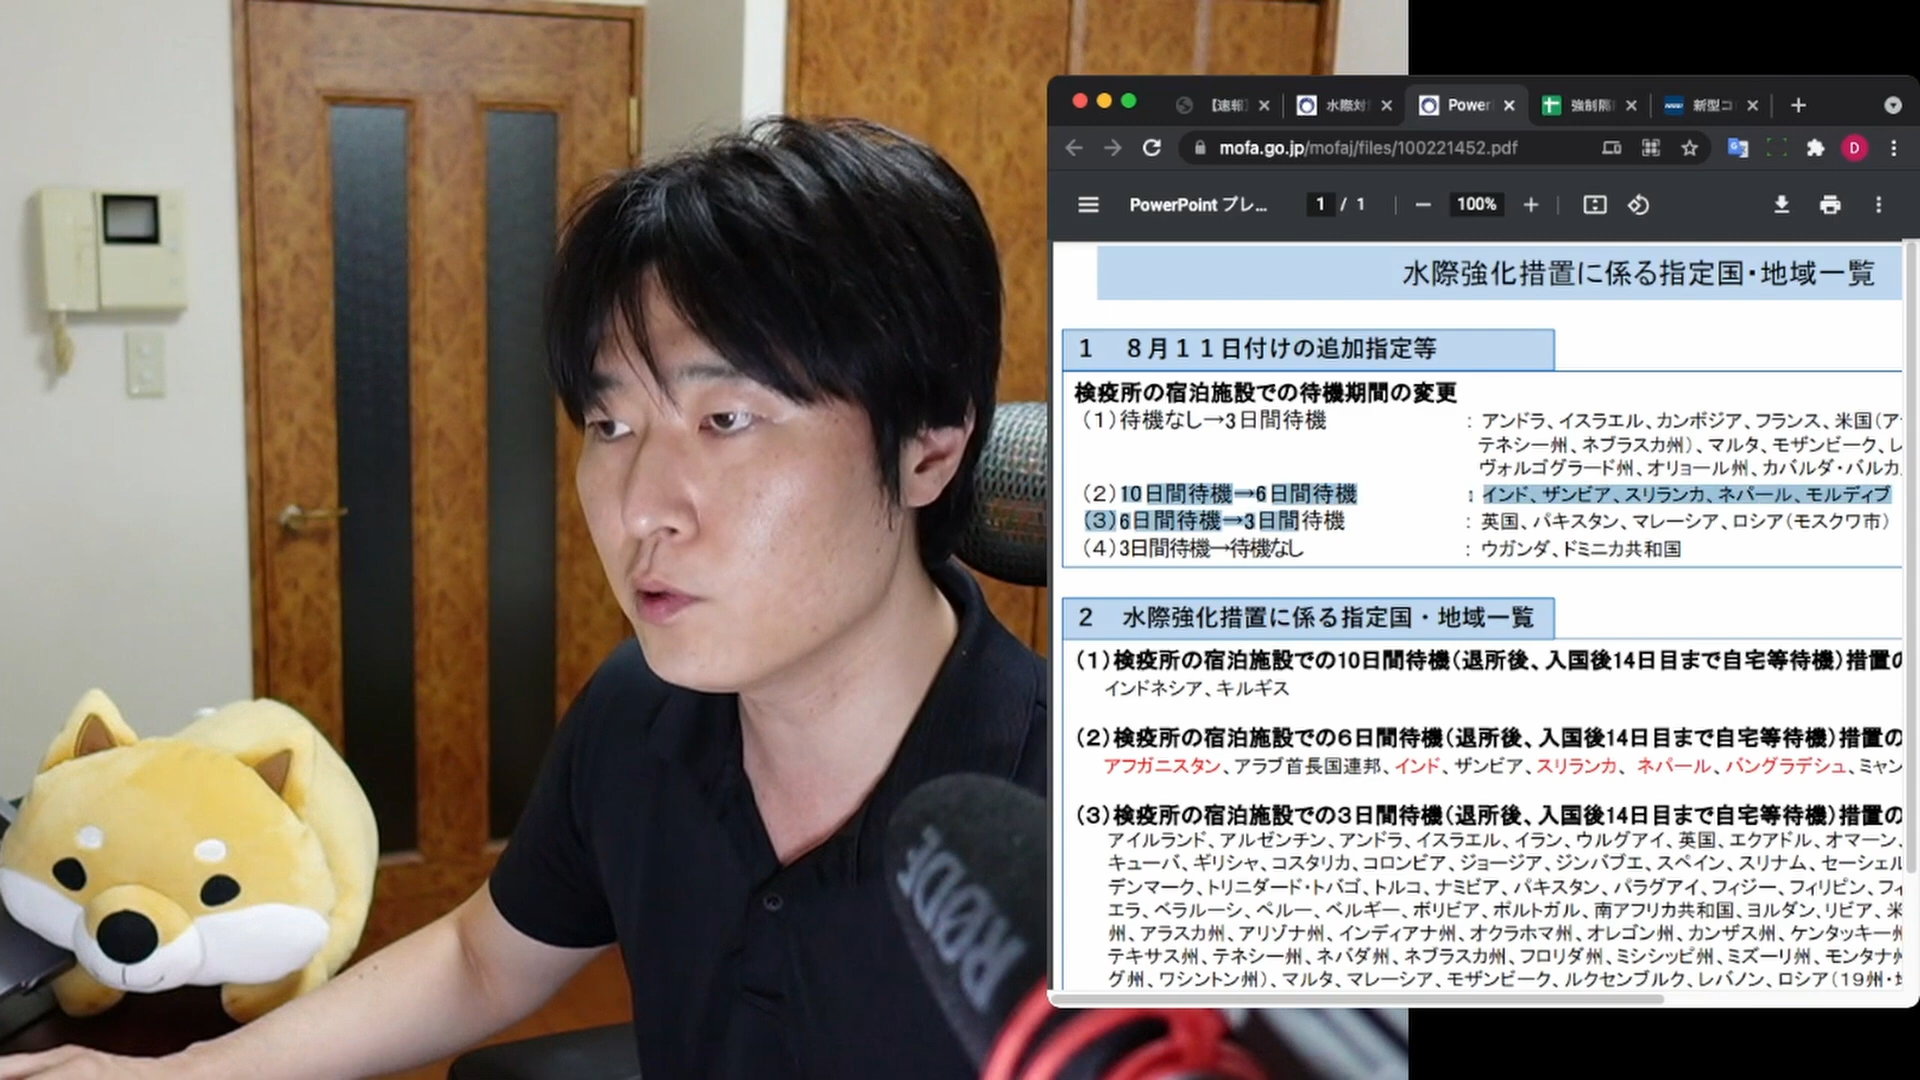 【速報】
水際対
Power
強制隔
新型コ
mofa.go.jp/mofaj/files/100221452.pdf
D
PowerPoint プレ...
1 / 1
100%
水際強化措置に係る指定国・地域一覧
1 8月11日付けの追加指定等
検疫所の宿泊施設での待機期間の変更
(1)待機なし→3日間待機 : アンドラ、イスラエル、カンボジア、フランス、米国(ア
テネシー州、ネブラスカ州)、マルタ、モザンビーク、レ
ヴォルゴグラード州、オリョール州、カバルダ・バルカ
(2)10日間待機→6日間待機 : インド、ザンビア、スリランカ、ネパール、モルディブ
(3)6日間待機→3日間待機 : 英国、パキスタン、マレーシア、ロシア(モスクワ市)
(4)3日間待機→待機なし : ウガンダ、ドミニカ共和国
2 水際強化措置に係る指定国・地域一覧
(1)検疫所の宿泊施設での10日間待機(退所後、入国後14日目まで自宅等待機)措置の
インドネシア、キルギス
(2)検疫所の宿泊施設での6日間待機(退所後、入国後14日目まで自宅等待機)措置の
アフガニスタン、アラブ首長国連邦、インド、ザンビア、スリランカ、ネパール、バングラデシュ、ミャン
(3)検疫所の宿泊施設での3日間待機(退所後、入国後14日目まで自宅等待機)措置の
アイルランド、アルゼンチン、アンドラ、イスラエル、イラン、ウルグアイ、英国、エクアドル、オマーン、
キューバ、ギリシャ、コスタリカ、コロンビア、ジョージア、ジンバブエ、スペイン、スリナム、セーシェル
デンマーク、トリニダード・トバゴ、トルコ、ナミビア、パキスタン、パラグアイ、フィジー、フィリピン、フィ
エラ、ベラルーシ、ペルー、ベルギー、ボリビア、ポルトガル、南アフリカ共和国、ヨルダン、リビア、米
州、アラスカ州、アリゾナ州、インディアナ州、オクラホマ州、オレゴン州、カンザス州、ケンタッキー州
テキサス州、テネシー州、ネバダ州、ネブラスカ州、フロリダ州、ミシシッピ州、ミズーリ州、モンタナ州
グ州、ワシントン州)、マルタ、マレーシア、モザンビーク、ルクセンブルク、レバノン、ロシア(19州・地
RØDE